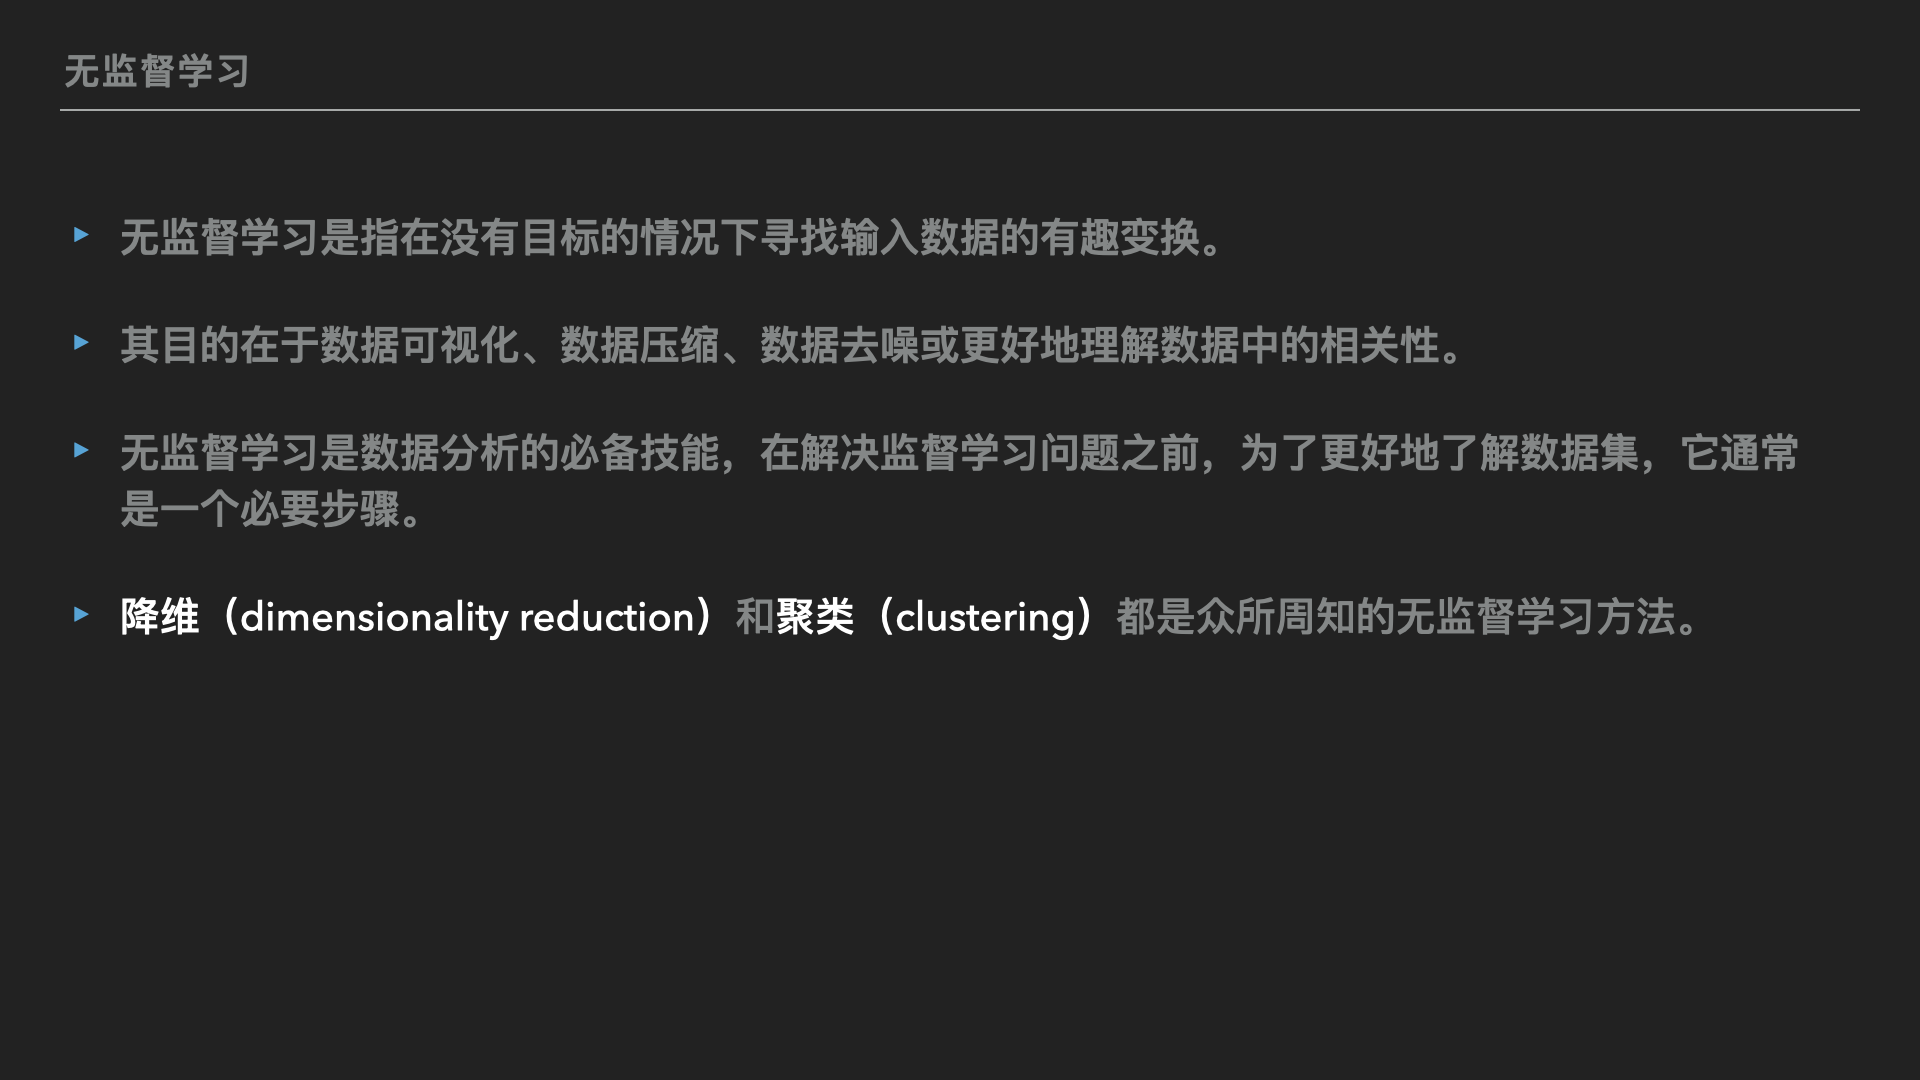 无监督学习
▸ 无监督学习是指在没有目标的情况下寻找输入数据的有趣变换。
▸ 其目的在于数据可视化、数据压缩、数据去噪或更好地理解数据中的相关性。
▸ 无监督学习是数据分析的必备技能，在解决监督学习问题之前，为了更好地了解数据集，它通常
是一个必要步骤。
▸ 降维（dimensionality reduction）和聚类（clustering）都是众所周知的无监督学习方法。